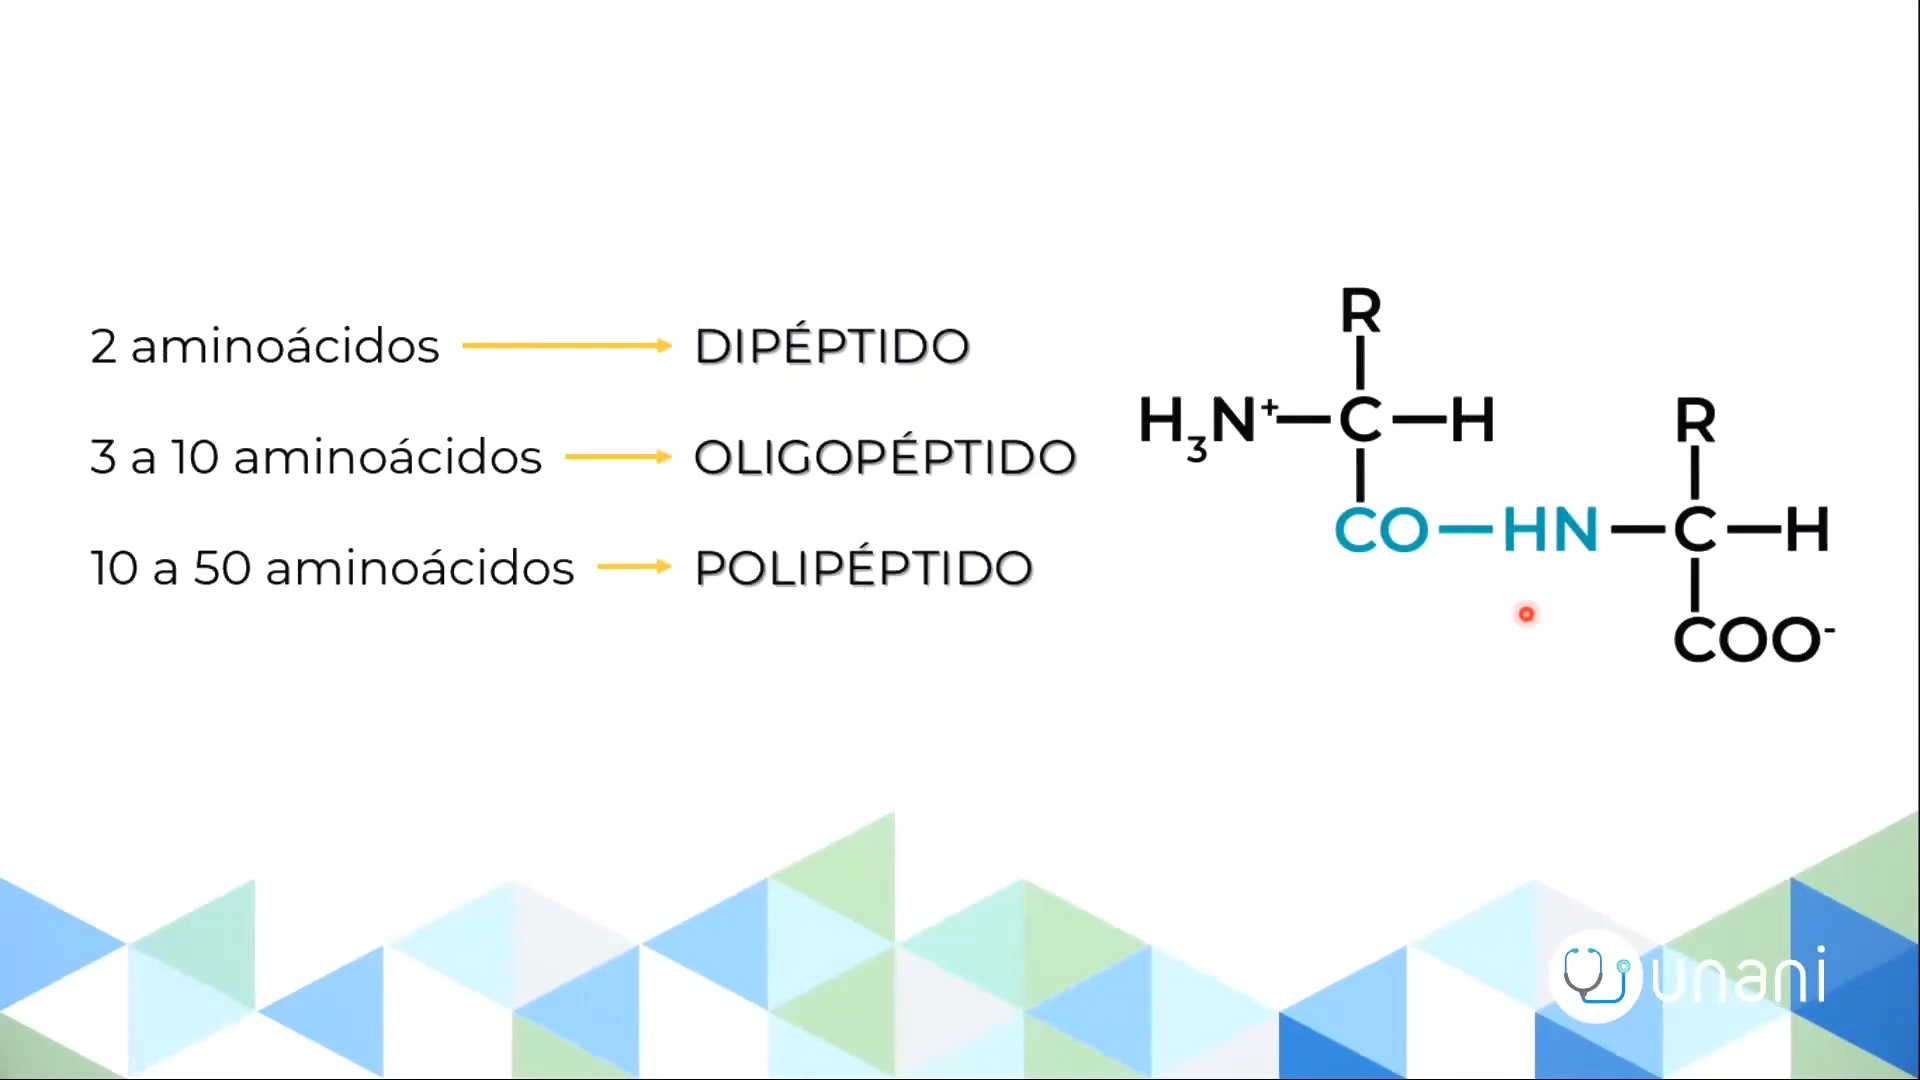 2 aminoácidos DIPÉPTIDO
3 a 10 aminoácidos OLIGOPÉPTIDO
10 a 50 aminoácidos POLIPÉPTIDO
R
H₃N⁺—C—H
R
CO—HN—C—H
COO⁻
unani